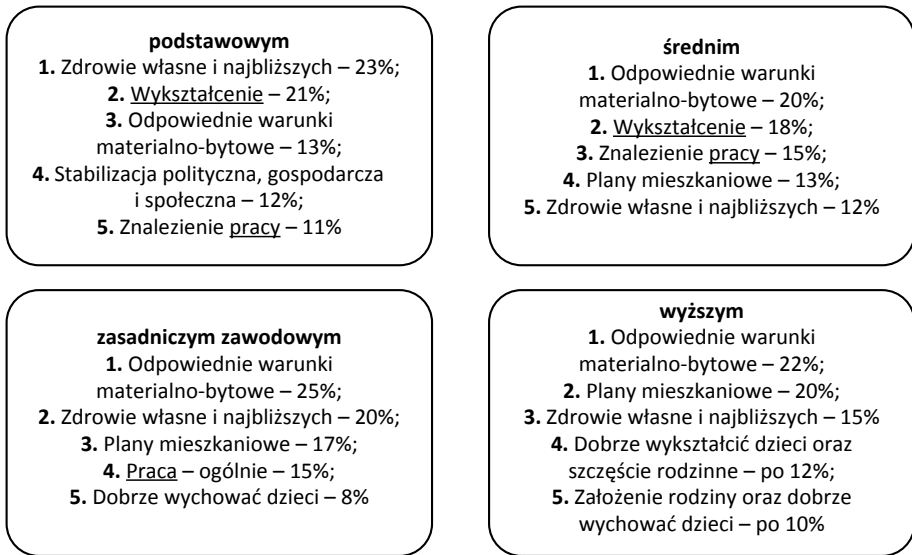 podstawowym
1. Zdrowie własne i najbliższych – 23%;
2. Wykształcenie – 21%;
3. Odpowiednie warunki
materialno-bytowe – 13%;
4. Stabilizacja polityczna, gospodarcza
i społeczna – 12%;
5. Znalezienie pracy – 11%
średnim
1. Odpowiednie warunki
materialno-bytowe – 20%;
2. Wykształcenie – 18%;
3. Znalezienie pracy – 15%;
4. Plany mieszkaniowe – 13%;
5. Zdrowie własne i najbliższych – 12%
zasadniczym zawodowym
1. Odpowiednie warunki
materialno-bytowe – 25%;
2. Zdrowie własne i najbliższych – 20%;
3. Plany mieszkaniowe – 17%;
4. Praca – ogólnie – 15%;
5. Dobrze wychować dzieci – 8%
wyższym
1. Odpowiednie warunki
materialno-bytowe – 22%;
2. Plany mieszkaniowe – 20%;
3. Zdrowie własne i najbliższych – 15%
4. Dobrze wykształcić dzieci oraz
szczęście rodzinne – po 12%;
5. Założenie rodziny oraz dobrze
wychować dzieci – po 10%